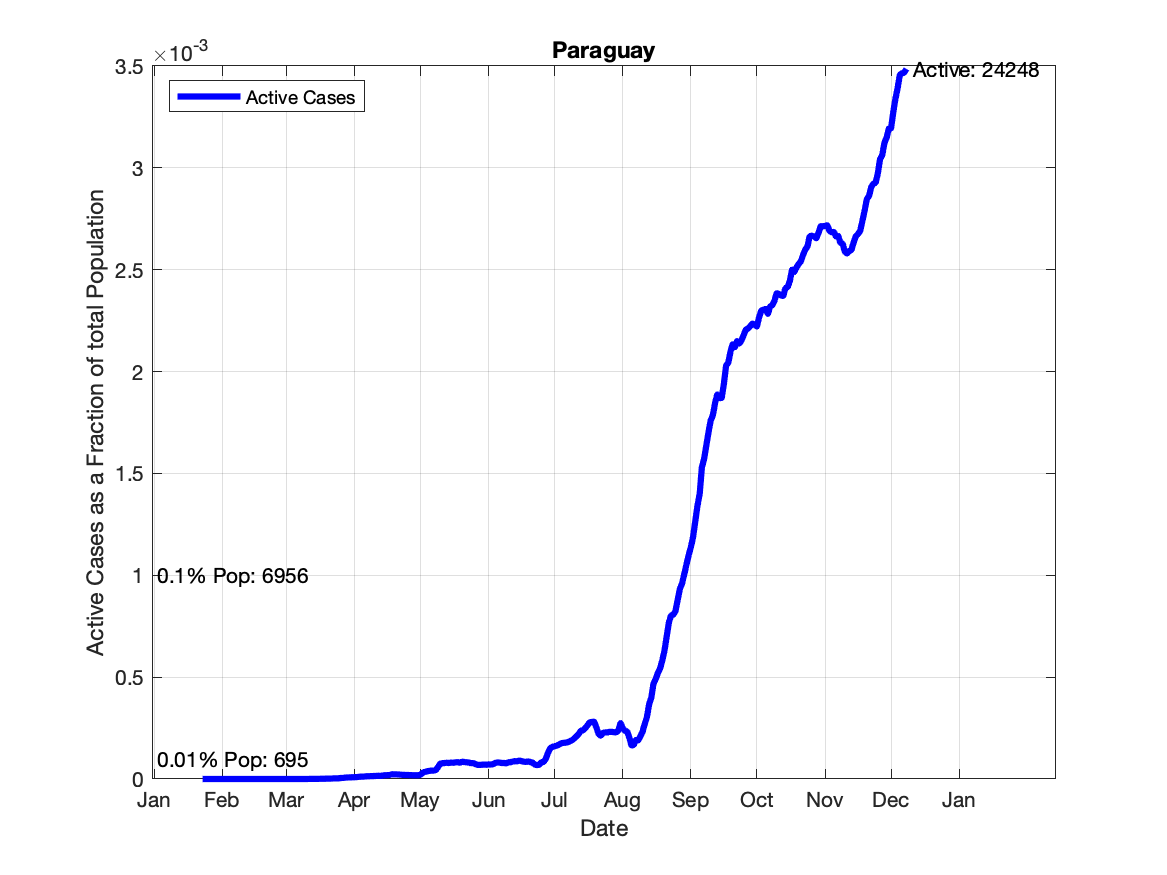 Paraguay
×10-3
3.5
Active: 24248
Active Cases
3
2.5
2
1.5
1
0.1% Pop: 6956
0.5
0.01% Pop: 695
0
Active Cases as a Fraction of total Population
Jan Feb Mar Apr May Jun Jul Aug Sep Oct Nov Dec Jan
Date